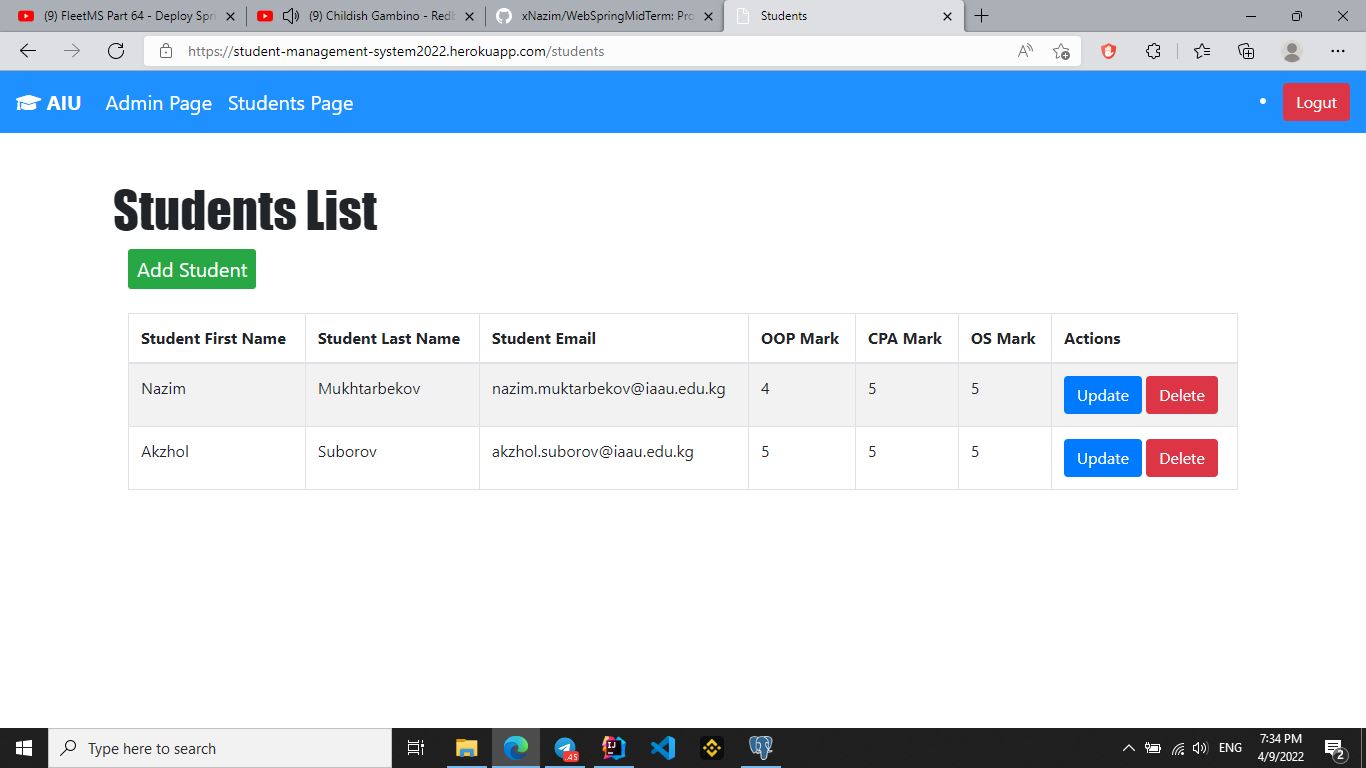 (9) FleetMS Part 64 - Deploy Spri
(9) Childish Gambino - Redb
xNazim/WebSpringMidTerm: Pro
Students
https://student-management-system2022.herokuapp.com/students
AIU Admin Page Students Page
Logut
Students List
Add Student
Student First Name Student Last Name Student Email OOP Mark CPA Mark OS Mark Actions
Nazim Mukhtarbekov nazim.muktarbekov@iaau.edu.kg 4 5 5 Update Delete
Akzhol Suborov akzhol.suborov@iaau.edu.kg 5 5 5 Update Delete
Type here to search
.45
IJ
ENG
7:34 PM
4/9/2022
2